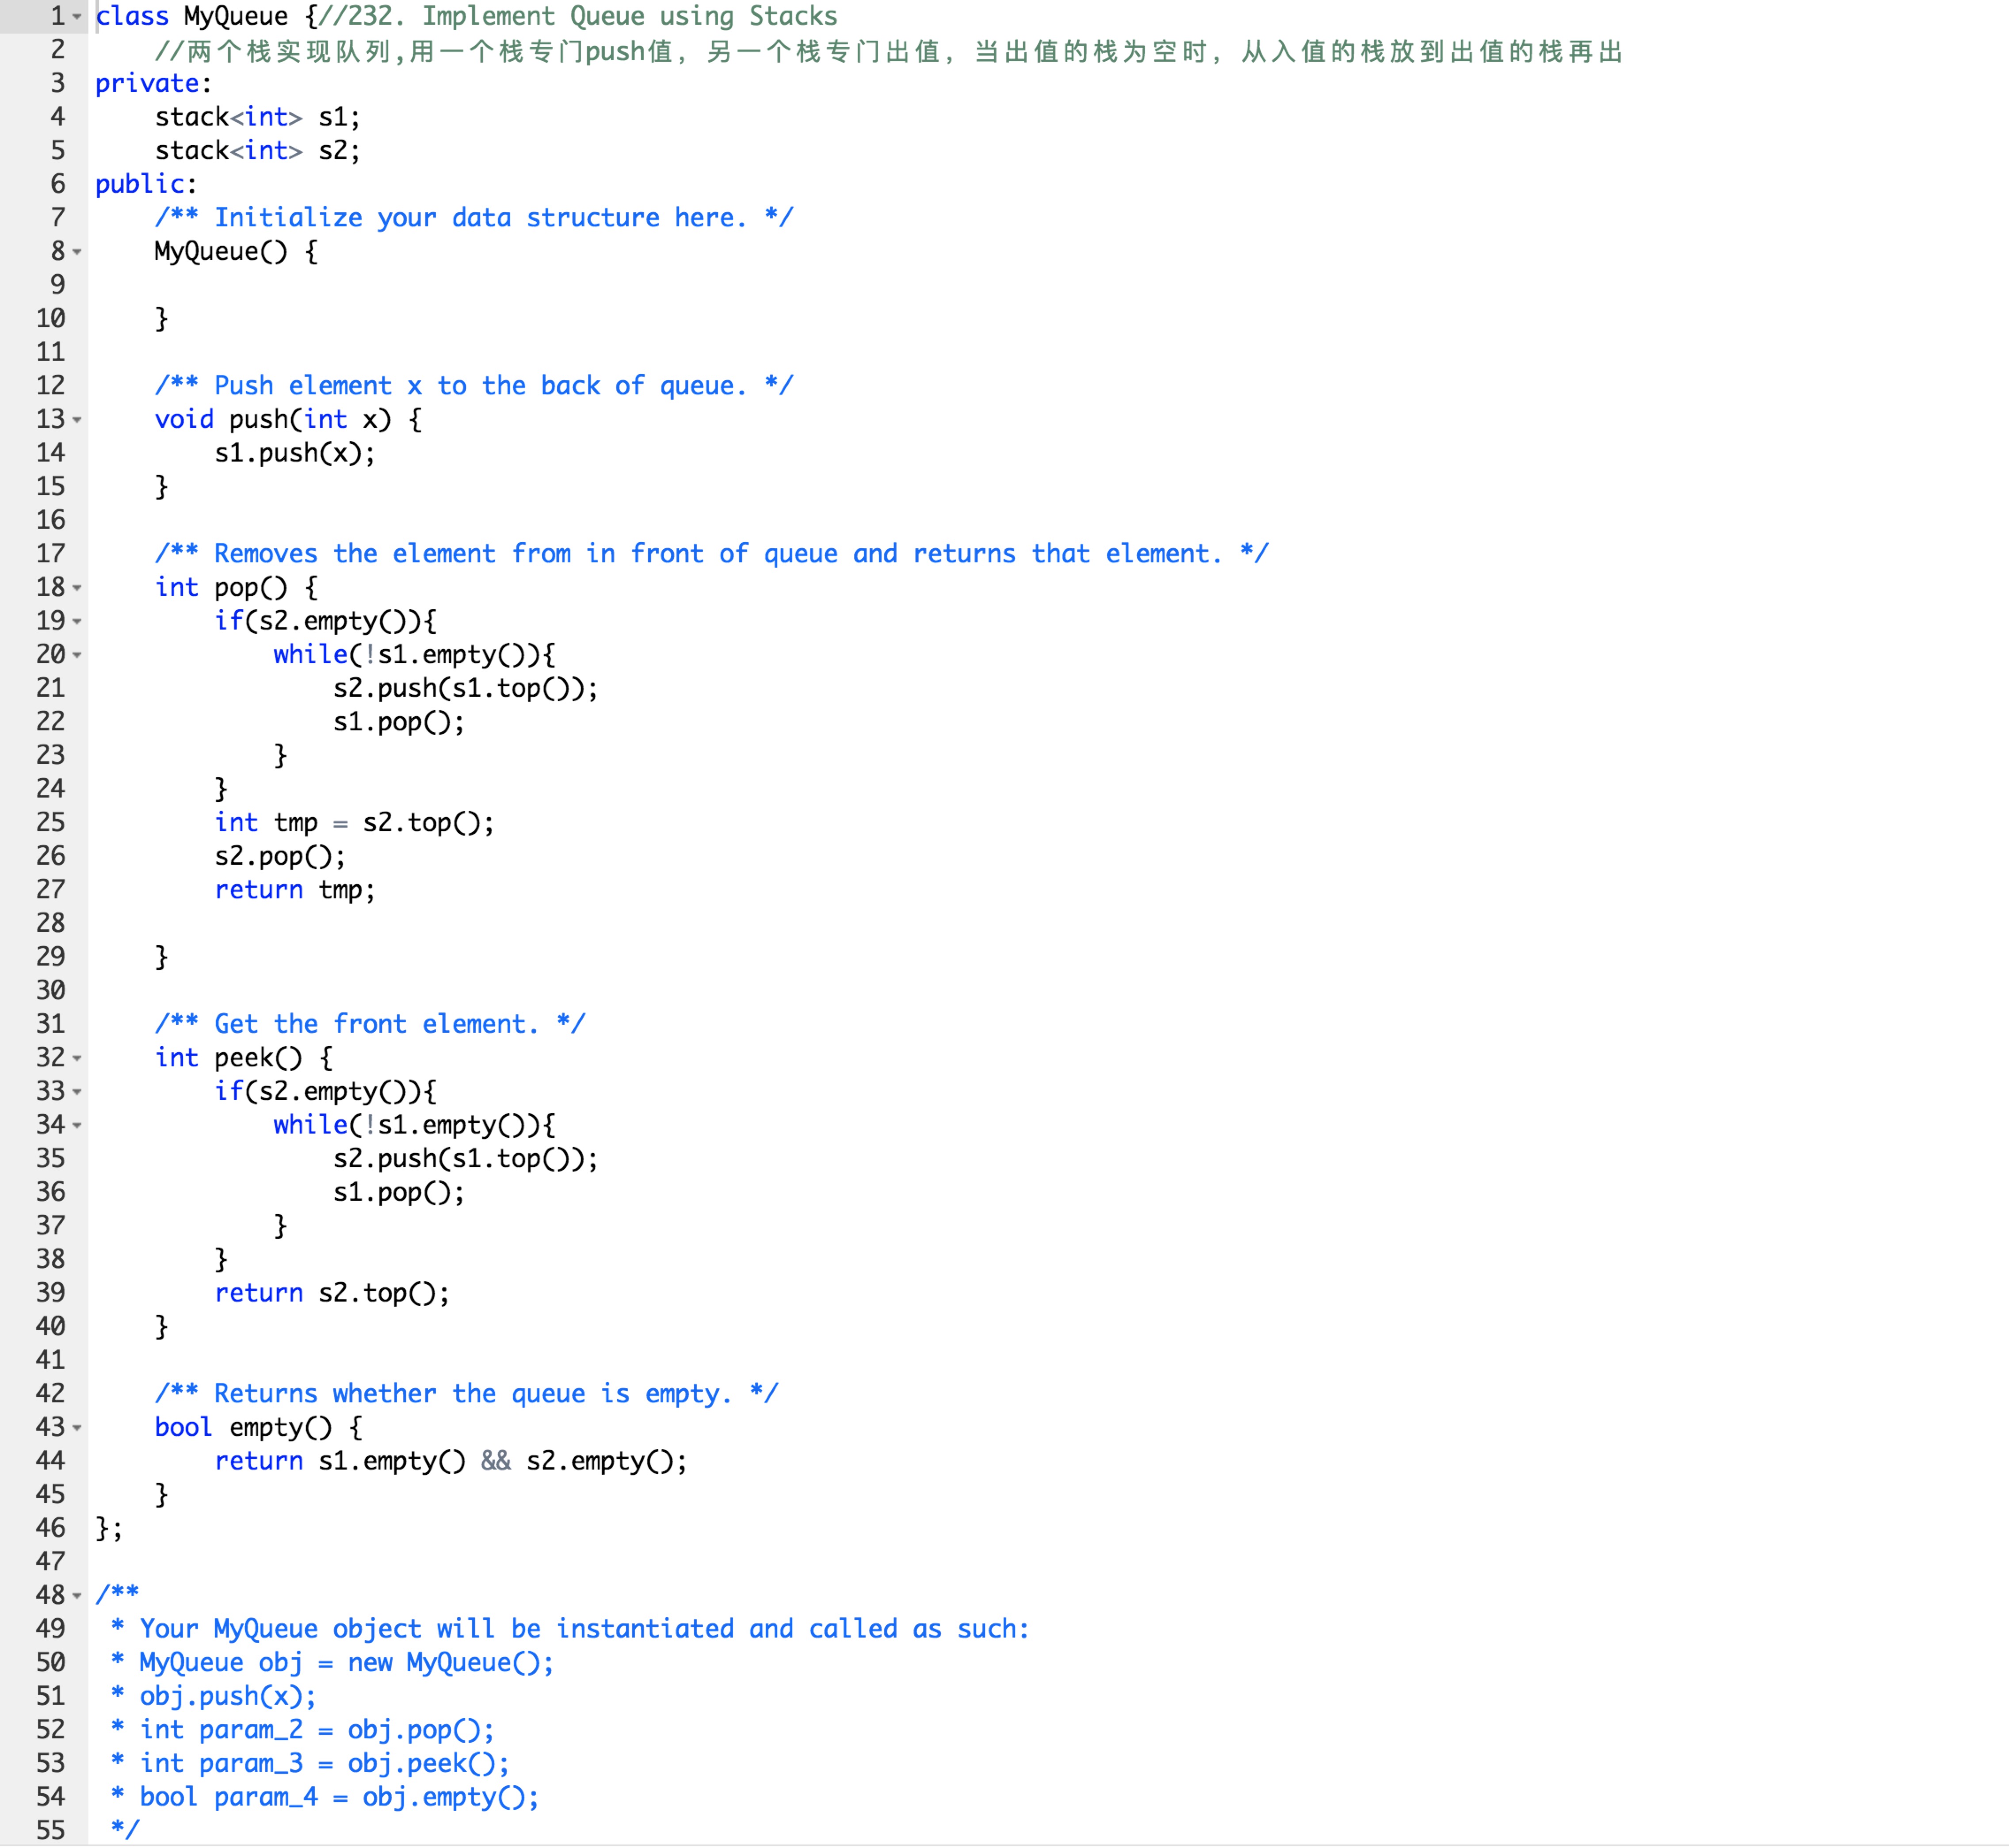 1 class MyQueue {//232. Implement Queue using Stacks
2     //两个栈实现队列,用一个栈专门push值，另一个栈专门出值，当出值的栈为空时，从入值的栈放到出值的栈再出
3 private:
4     stack<int> s1;
5     stack<int> s2;
6 public:
7     /** Initialize your data structure here. */
8     MyQueue() {
9
10     }
11
12     /** Push element x to the back of queue. */
13     void push(int x) {
14         s1.push(x);
15     }
16
17     /** Removes the element from in front of queue and returns that element. */
18     int pop() {
19         if(s2.empty()){
20             while(!s1.empty()){
21                 s2.push(s1.top());
22                 s1.pop();
23             }
24         }
25         int tmp = s2.top();
26         s2.pop();
27         return tmp;
28
29     }
30
31     /** Get the front element. */
32     int peek() {
33         if(s2.empty()){
34             while(!s1.empty()){
35                 s2.push(s1.top());
36                 s1.pop();
37             }
38         }
39         return s2.top();
40     }
41
42     /** Returns whether the queue is empty. */
43     bool empty() {
44         return s1.empty() && s2.empty();
45     }
46 };
47
48 /**
49  * Your MyQueue object will be instantiated and called as such:
50  * MyQueue obj = new MyQueue();
51  * obj.push(x);
52  * int param_2 = obj.pop();
53  * int param_3 = obj.peek();
54  * bool param_4 = obj.empty();
55  */